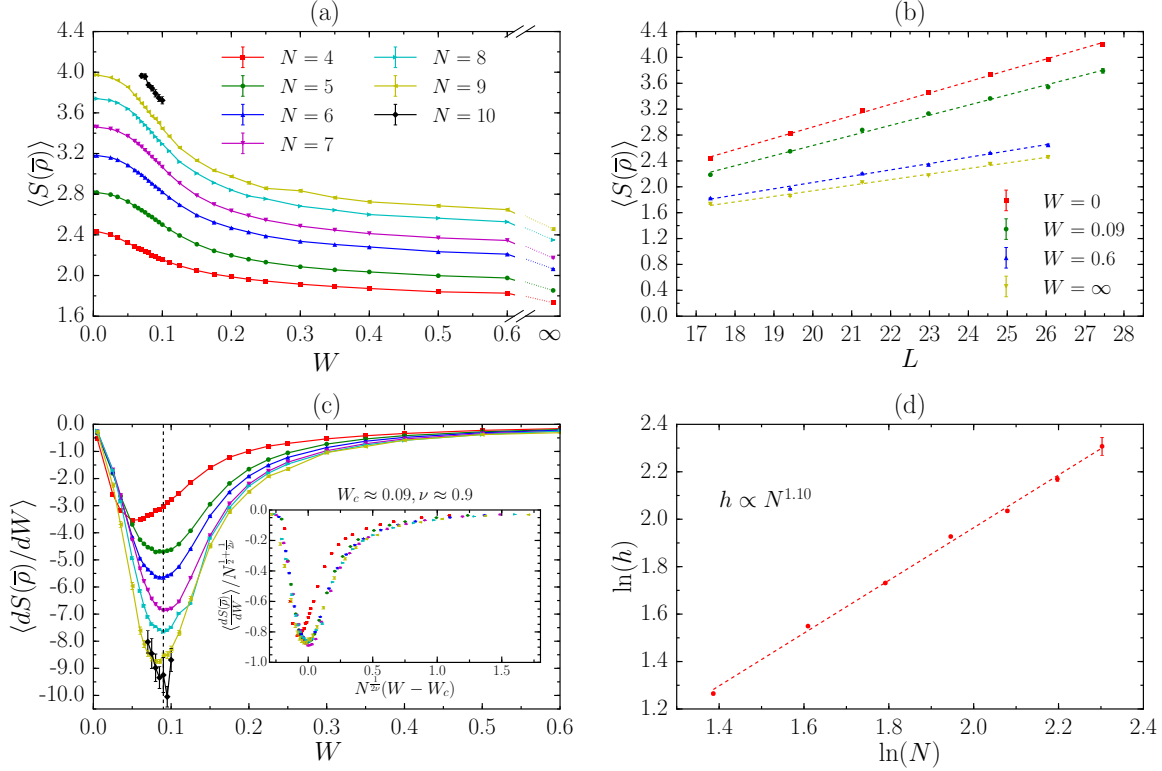 (a)
4.4
4.0
3.6
3.2
2.8
2.4
2.0
1.6
⟨S(ρ̅)⟩
N = 4
N = 5
N = 6
N = 7
N = 8
N = 9
N = 10
0.0 0.1 0.2 0.3 0.4 0.5 0.6 ∞
W
(b)
4.4
4.0
3.6
3.2
2.8
2.4
2.0
1.6
1.2
0.8
0.4
0.0
⟨S(ρ̅)⟩
W = 0
W = 0.09
W = 0.6
W = ∞
17 18 19 20 21 22 23 24 25 26 27 28
L
(c)
0.0
-1.0
-2.0
-3.0
-4.0
-5.0
-6.0
-7.0
-8.0
-9.0
-10.0
⟨dS(ρ̅)/dW⟩
W_c ≈ 0.09, ν ≈ 0.9
0.0
-0.2
-0.4
-0.6
-0.8
-1.0
⟨dS(ρ̅)/dW⟩/N^{1/2+1/2ν}
0.0 0.5 1.0 1.5
N^{1/2ν}(W − W_c)
0.0 0.1 0.2 0.3 0.4 0.5 0.6
W
(d)
2.4
2.2
2.0
1.8
1.6
1.4
1.2
ln(h)
h ∝ N^{1.10}
1.4 1.6 1.8 2.0 2.2 2.4
ln(N)